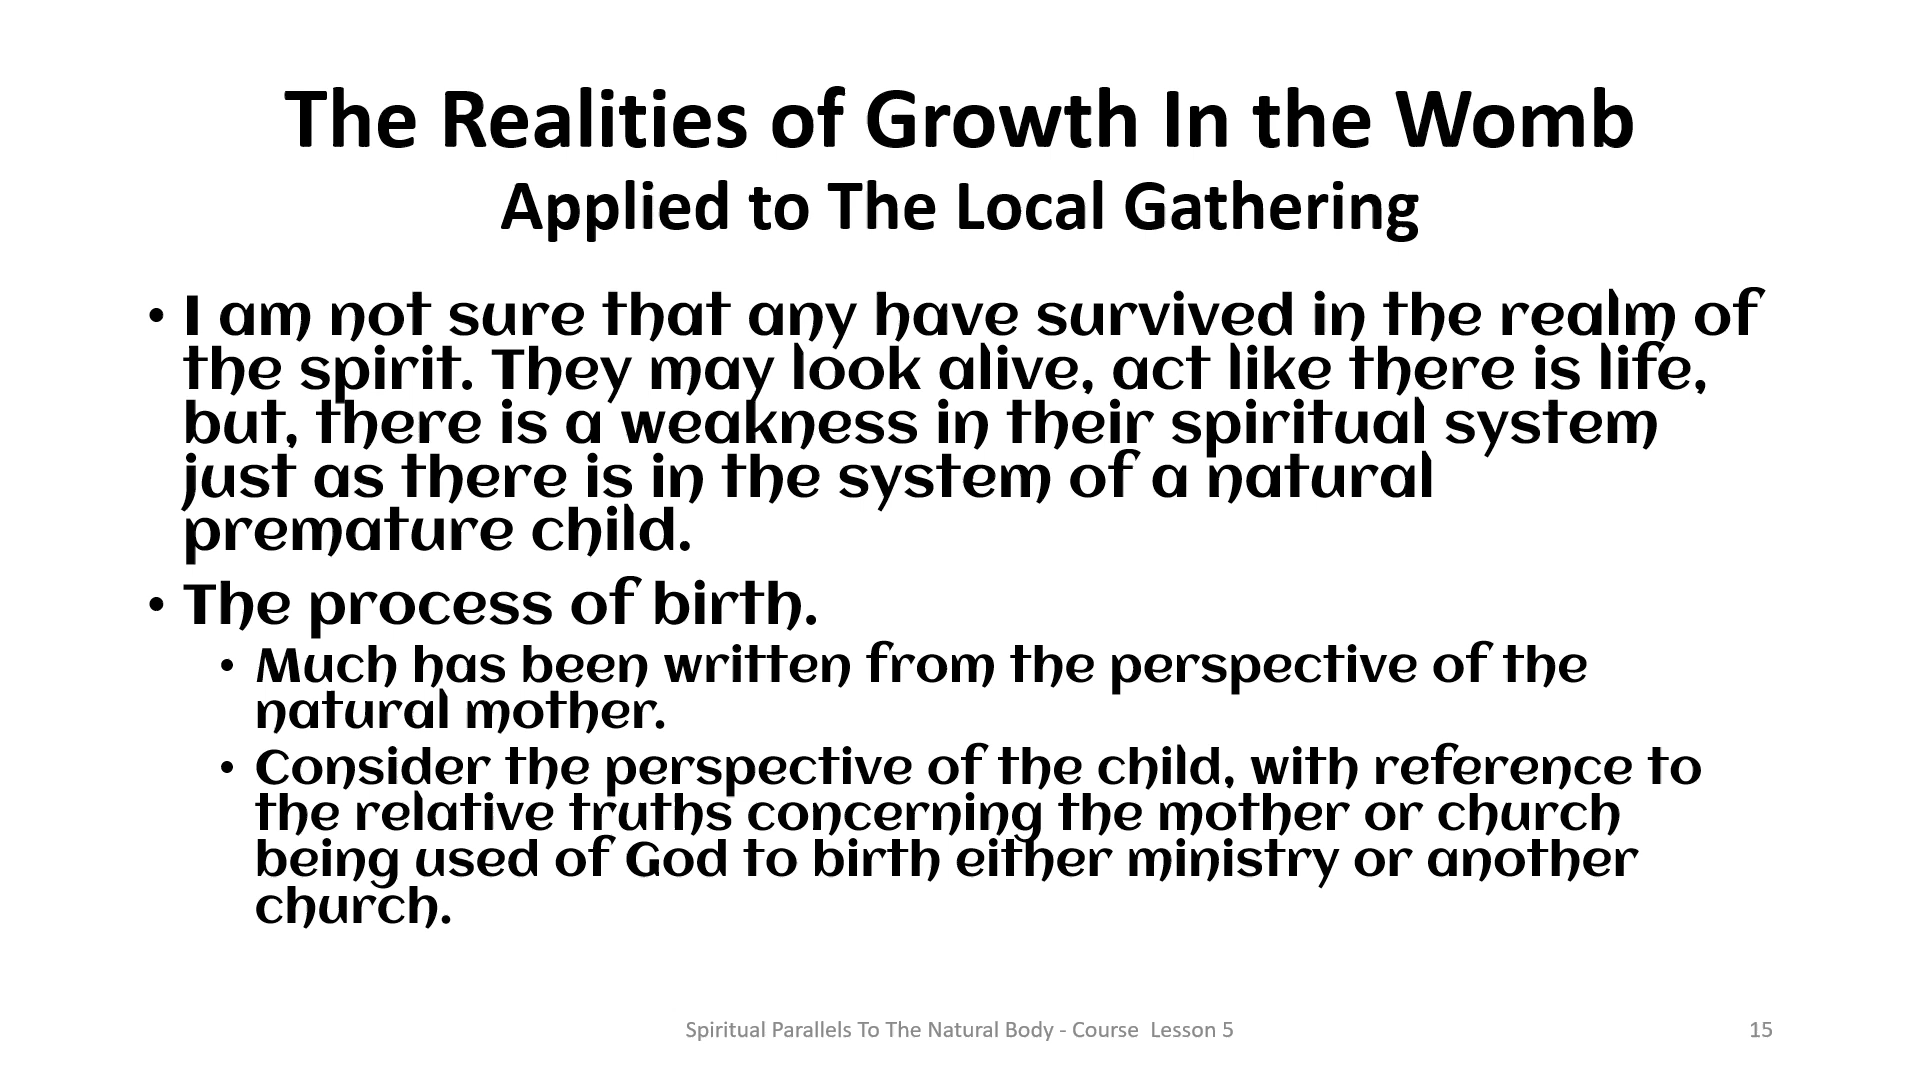 The Realities of Growth In the Womb
Applied to The Local Gathering
• I am not sure that any have survived in the realm of
the spirit. They may look alive, act like there is life,
but, there is a weakness in their spiritual system
just as there is in the system of a natural
premature child.
• The process of birth.
• Much has been written from the perspective of the
natural mother.
• Consider the perspective of the child, with reference to
the relative truths concerning the mother or church
being used of God to birth either ministry or another
church.
Spiritual Parallels To The Natural Body - Course  Lesson 5
15